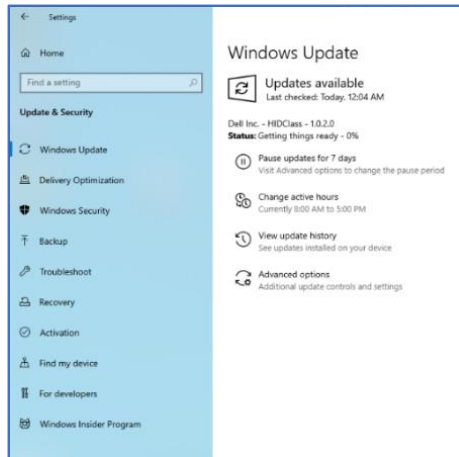 Settings
Home
Find a setting
Update & Security
Windows Update
Delivery Optimization
Windows Security
Backup
Troubleshoot
Recovery
Activation
Find my device
For developers
Windows Insider Program
Windows Update
Updates available
Last checked: Today, 12:04 AM
Dell Inc. - HIDClass - 1.0.2.0
Status: Getting things ready - 0%
Pause updates for 7 days
Visit Advanced options to change the pause period
Change active hours
Currently 8:00 AM to 5:00 PM
View update history
See updates installed on your device
Advanced options
Additional update controls and settings